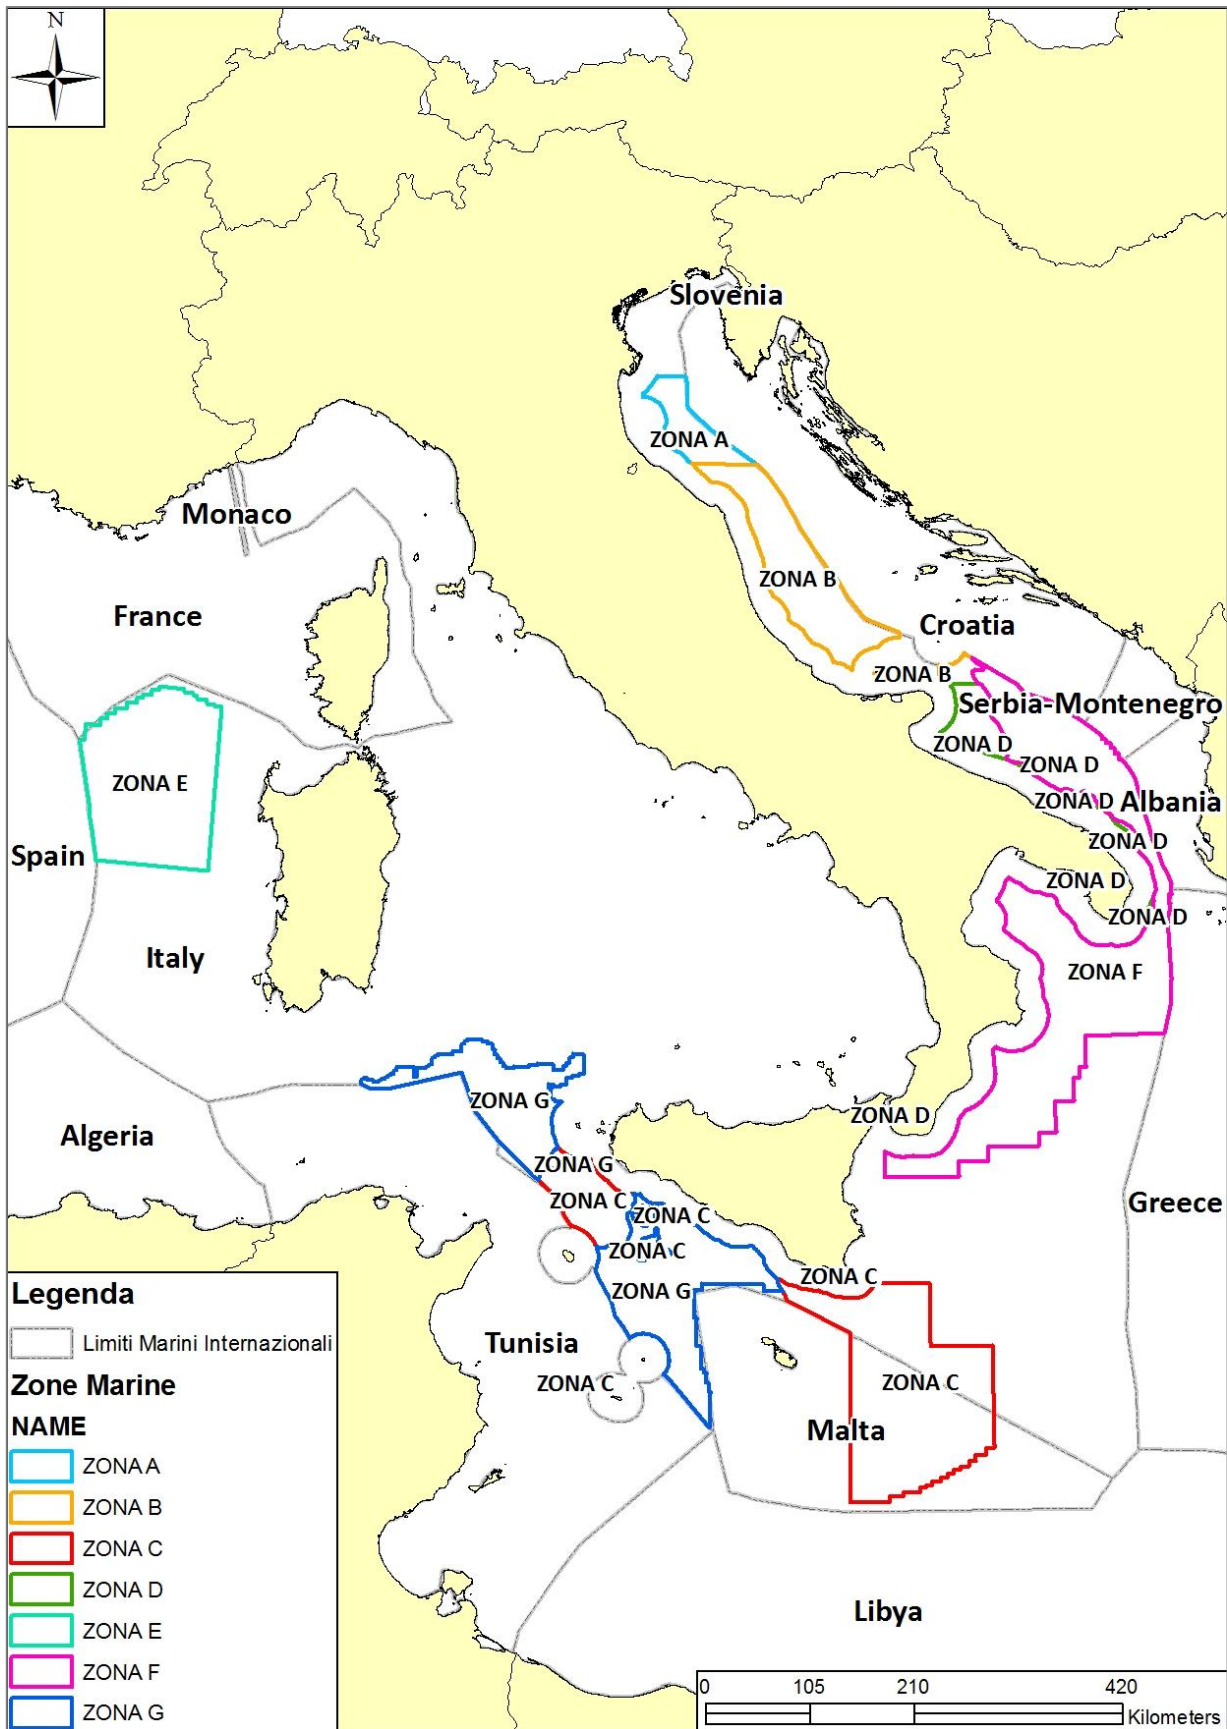 N
Slovenia
ZONA A
Monaco
ZONA B
France
Croatia
ZONA B
Serbia-Montenegro
ZONA D
ZONA D
ZONA E
ZONA D
Albania
ZONA D
Spain
ZONA D
ZONA D
Italy
ZONA F
ZONA G
ZONA D
Algeria
ZONA G
ZONA C
Greece
ZONA C
ZONA C
ZONA C
ZONA G
Tunisia
ZONA C
ZONA C
Malta
Libya
Legenda
Limiti Marini Internazionali
Zone Marine
NAME
ZONA A
ZONA B
ZONA C
ZONA D
ZONA E
ZONA F
ZONA G
0 105 210 420
Kilometers